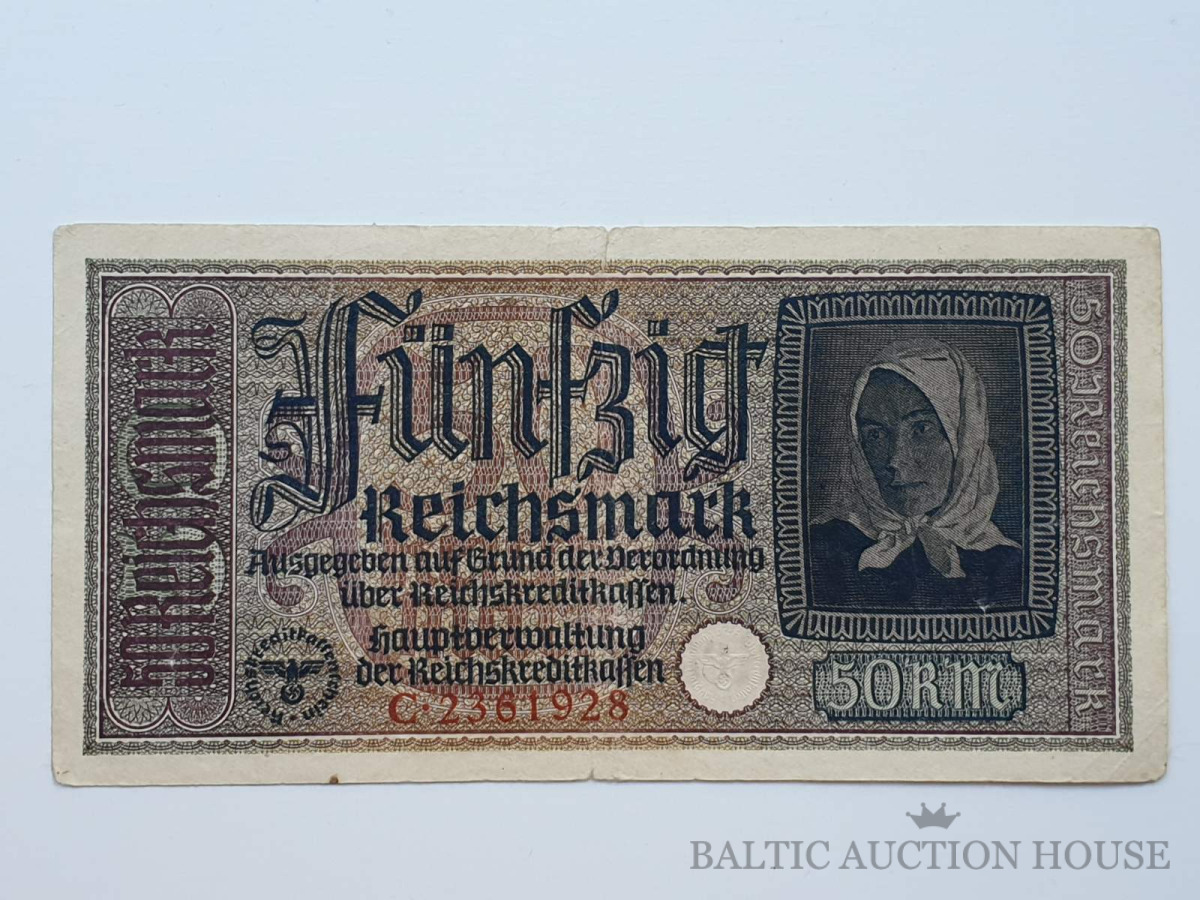 50 Reichsmark
Fünfzig
Reichsmark
Ausgegeben auf Grund der Verordnung
über Reichskreditkassen.
Hauptverwaltung
der Reichskreditkassen
C·2361928
Reichskreditkassenschein
50 RM
50 Reichsmark
BALTIC AUCTION HOUSE